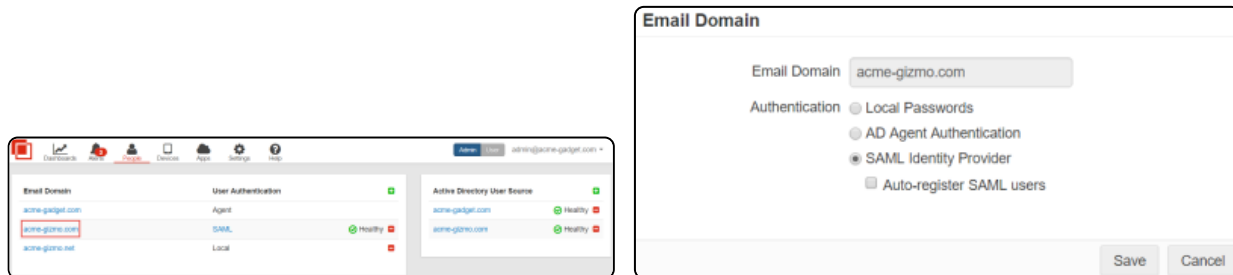 Dashboards Alerts People Devices Apps Settings Help Admin User admin@acme-gadget.com
Email Domain User Authentication
acme-gadget.com Agent
acme-gizmo.com SAML Healthy
acme-gizmo.net Local
Active Directory User Source
acme-gadget.com Healthy
acme-gizmo.com Healthy
Email Domain
Email Domain acme-gizmo.com
Authentication Local Passwords
AD Agent Authentication
SAML Identity Provider
Auto-register SAML users
Save Cancel